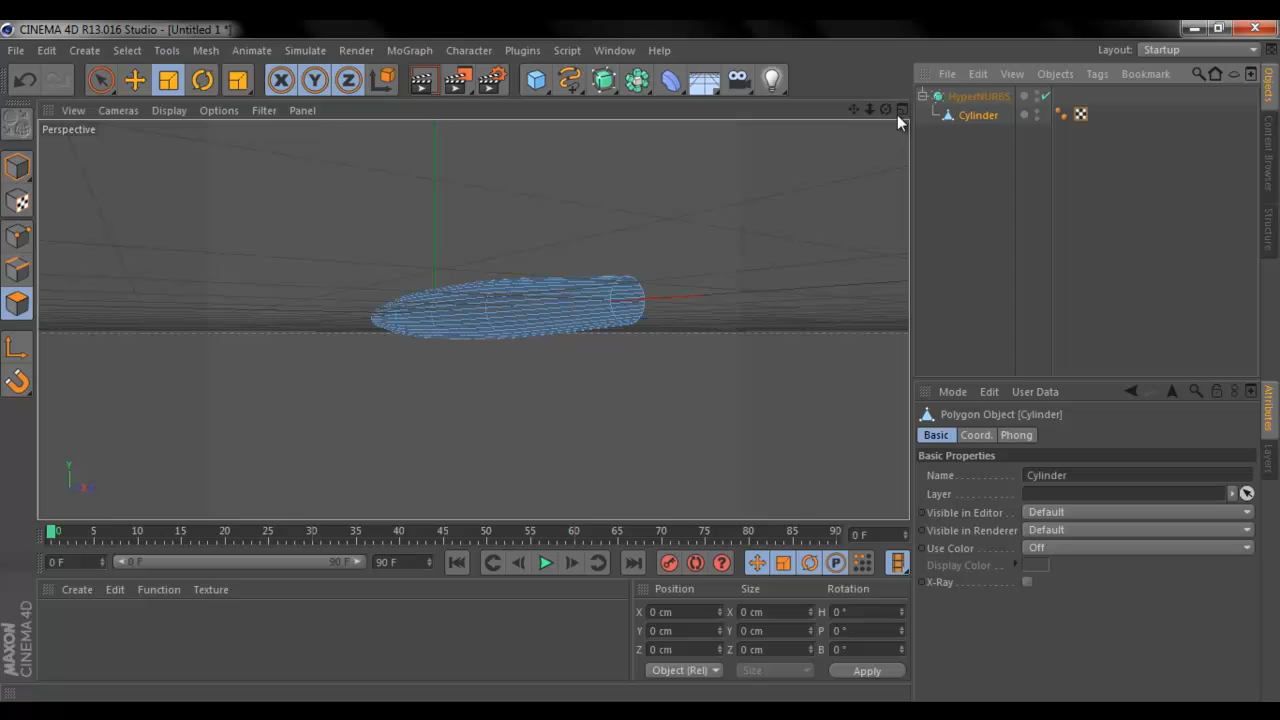 CINEMA 4D R13.016 Studio - [Untitled 1 *]
File Edit Create Select Tools Mesh Animate Simulate Render MoGraph Character Plugins Script Window Help Layout: Startup
X Y Z
File Edit View Objects Tags Bookmark
View Cameras Display Options Filter Panel
Perspective
HyperNURBS
Cylinder
Objects
Content Browser
Structure
Y
X
Mode Edit User Data
Polygon Object [Cylinder]
Basic Coord. Phong
Basic Properties
Name Cylinder
Layer
Visible in Editor Default
Visible in Renderer Default
Use Color Off
Display Color
X-Ray
Attributes
Layers
0 5 10 15 20 25 30 35 40 45 50 55 60 65 70 75 80 85 90 0 F
0 F 0 F 90 F 90 F
Create Edit Function Texture
Position Size Rotation
X 0 cm X 0 cm H 0 °
Y 0 cm Y 0 cm P 0 °
Z 0 cm Z 0 cm B 0 °
Object (Rel) Size Apply
MAXON
CINEMA 4D